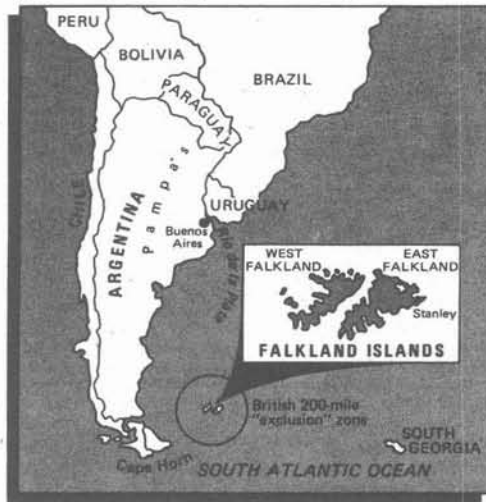 PERU
BOLIVIA
BRAZIL
PARAGUAY
CHILE
ARGENTINA
Pampa's
URUGUAY
Buenos
Aires
Rio de la Plata
WEST
FALKLAND
EAST
FALKLAND
Stanley
FALKLAND ISLANDS
British 200-mile
"exclusion" zone
SOUTH
GEORGIA
Cape Horn
SOUTH ATLANTIC OCEAN